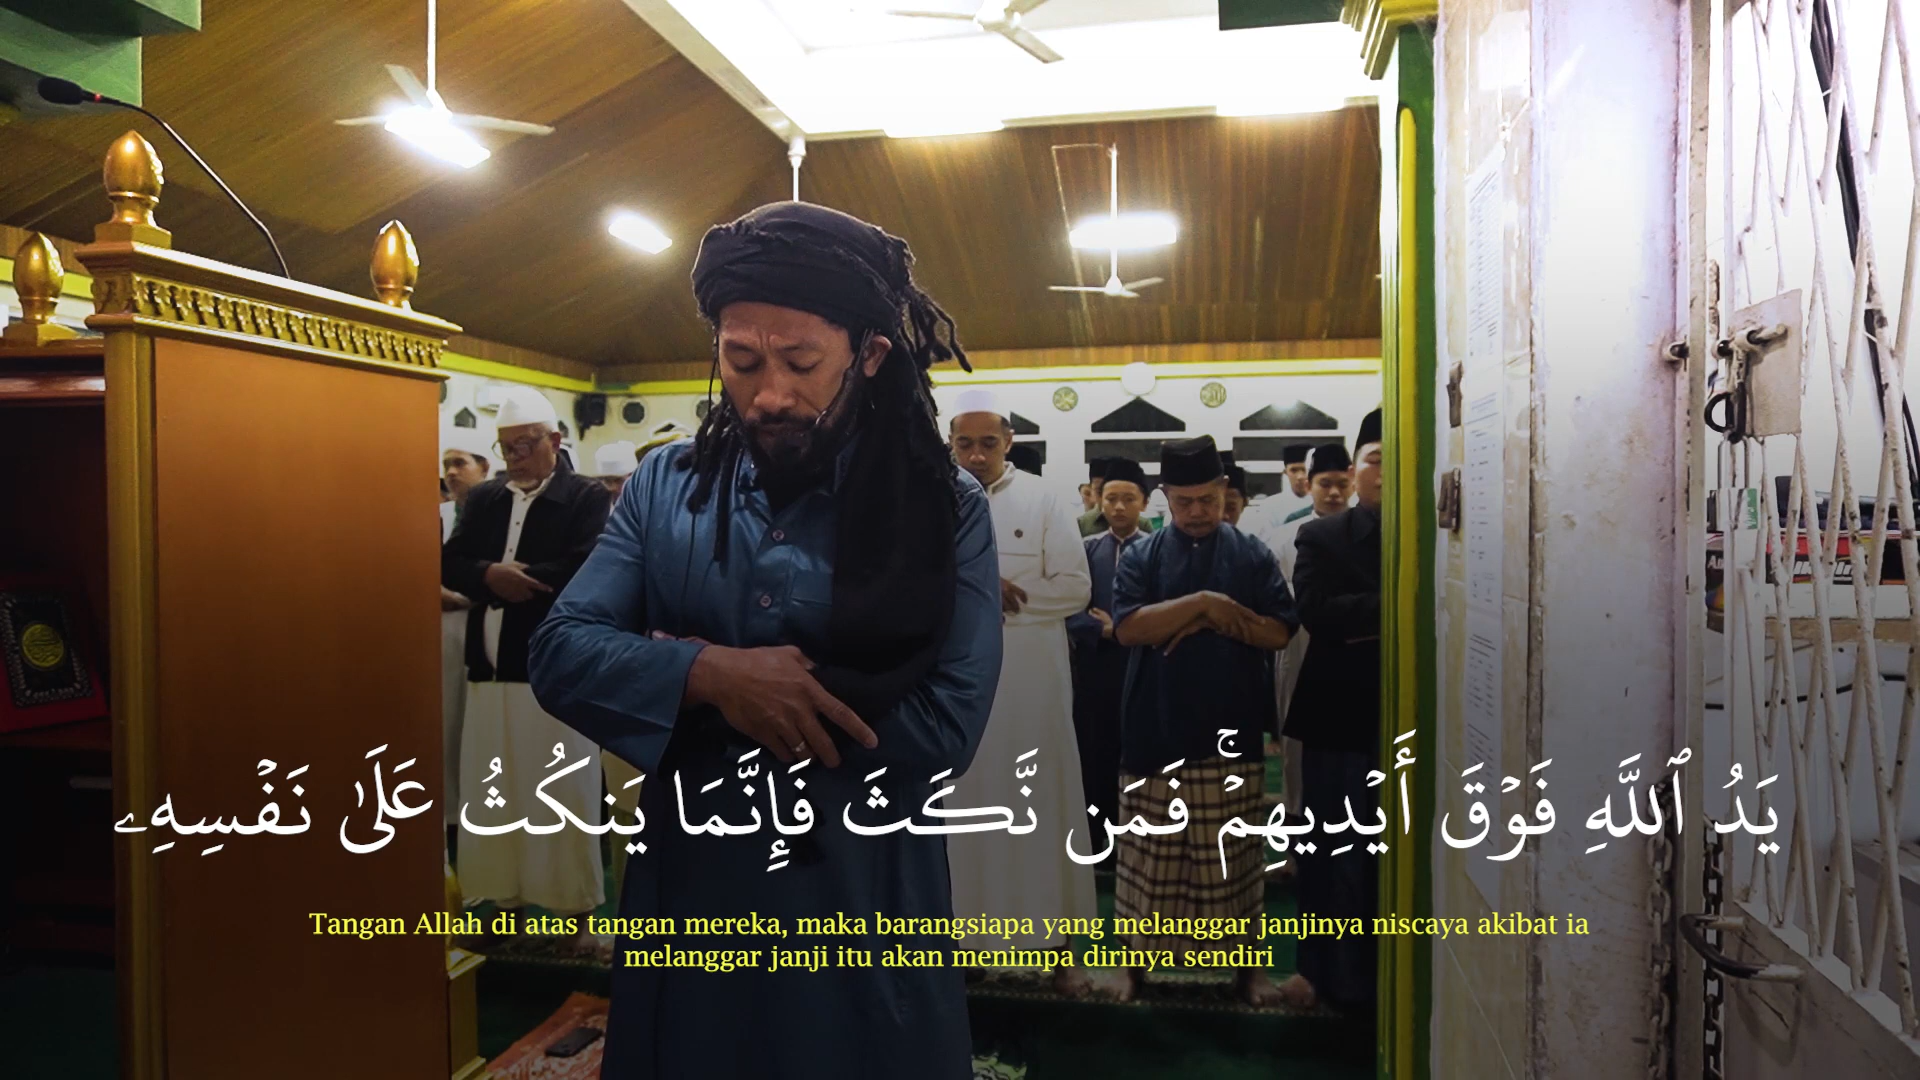 يَدُ ٱللَّهِ فَوۡقَ أَيۡدِيهِمۡۚ فَمَن نَّكَثَ فَإِنَّمَا يَنكُثُ عَلَىٰ نَفۡسِهِۦ
Tangan Allah di atas tangan mereka, maka barangsiapa yang melanggar janjinya niscaya akibat ia
melanggar janji itu akan menimpa dirinya sendiri